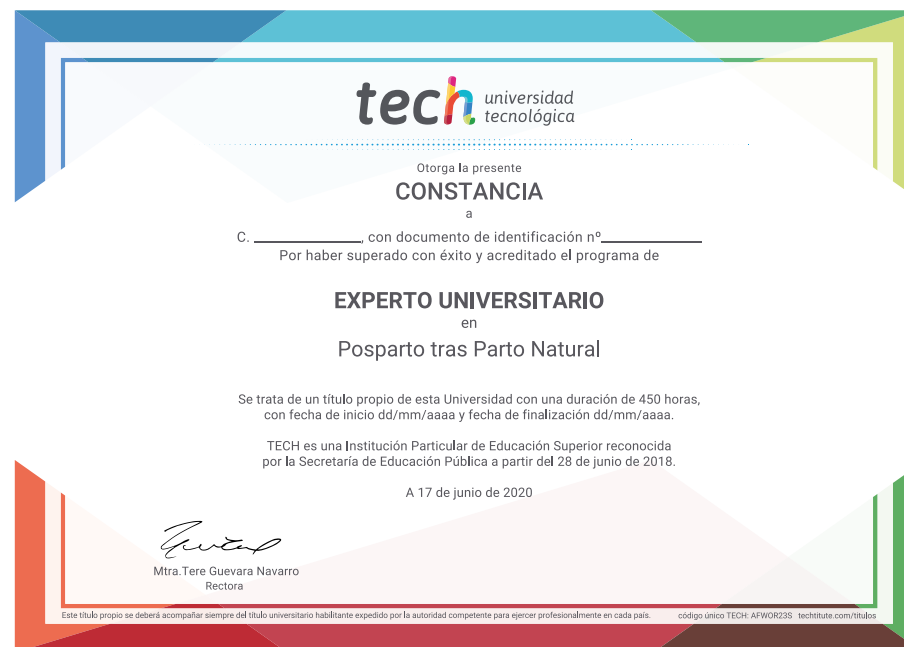 tech universidad
tecnológica
Otorga la presente
CONSTANCIA
a
C. ____________, con documento de identificación nº____________
Por haber superado con éxito y acreditado el programa de
EXPERTO UNIVERSITARIO
en
Posparto tras Parto Natural
Se trata de un título propio de esta Universidad con una duración de 450 horas,
con fecha de inicio dd/mm/aaaa y fecha de finalización dd/mm/aaaa.
TECH es una Institución Particular de Educación Superior reconocida
por la Secretaría de Educación Pública a partir del 28 de junio de 2018.
A 17 de junio de 2020
Mtra.Tere Guevara Navarro
Rectora
Este título propio se deberá acompañar siempre del título universitario habilitante expedido por la autoridad competente para ejercer profesionalmente en cada país. código único TECH: AFWOR23S techtitute.com/titulos